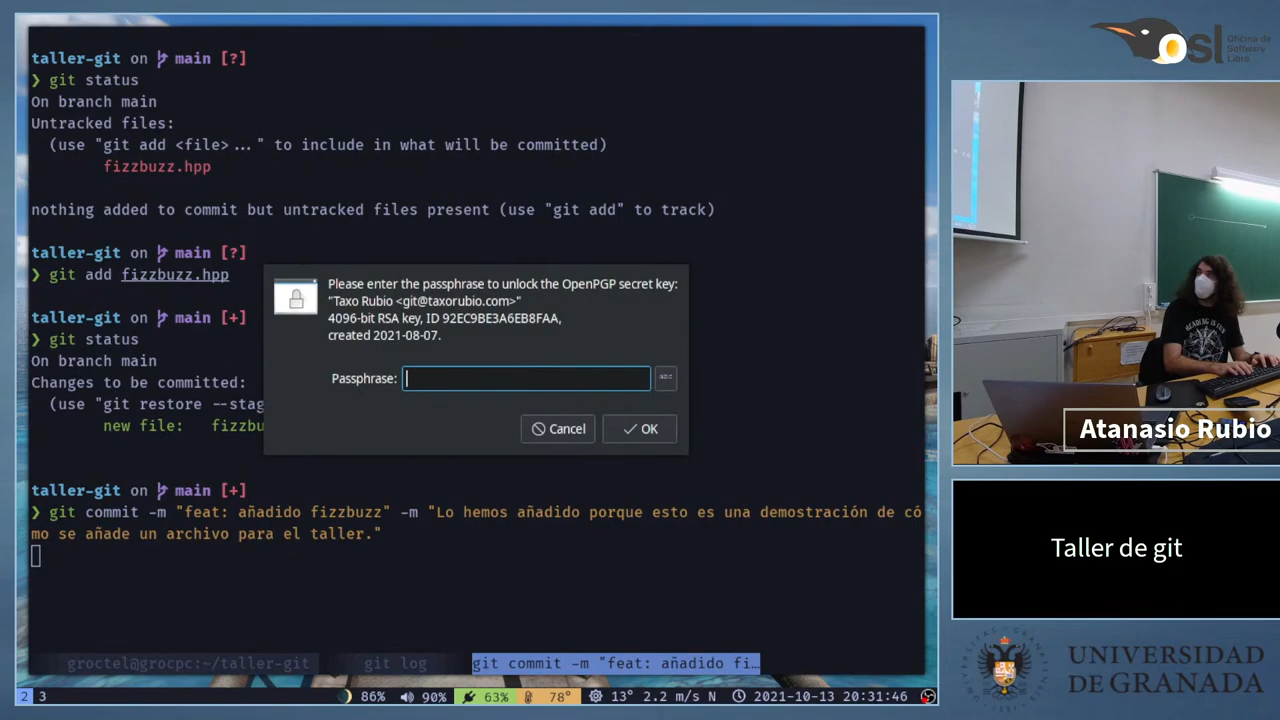 taller-git on main [?]
❯ git status
On branch main
Untracked files:
(use "git add <file>..." to include in what will be committed)
fizzbuzz.hpp
nothing added to commit but untracked files present (use "git add" to track)
taller-git on main [?]
❯ git add fizzbuzz.hpp
taller-git on main [+]
❯ git status
On branch main
Changes to be committed:
(use "git restore --stag
new file:   fizzbu
taller-git on main [+]
❯ git commit -m "feat: añadido fizzbuzz" -m "Lo hemos añadido porque esto es una demostración de có
mo se añade un archivo para el taller."
Please enter the passphrase to unlock the OpenPGP secret key:
"Taxo Rubio <git@taxorubio.com>"
4096-bit RSA key, ID 92EC9BE3A6EB8FAA,
created 2021-08-07.
Passphrase:
abc
Cancel
OK
groctel@grocpc:~/taller-git
git log
git commit -m "feat: añadido fi…
2 3
86% 90% 63% 78° 13° 2.2 m/s N 2021-10-13 20:31:46
osl
Oficina de
Software
Libre
READING IS FUN
Atanasio Rubio
Taller de git
UNIVERSIDAD
DE GRANADA